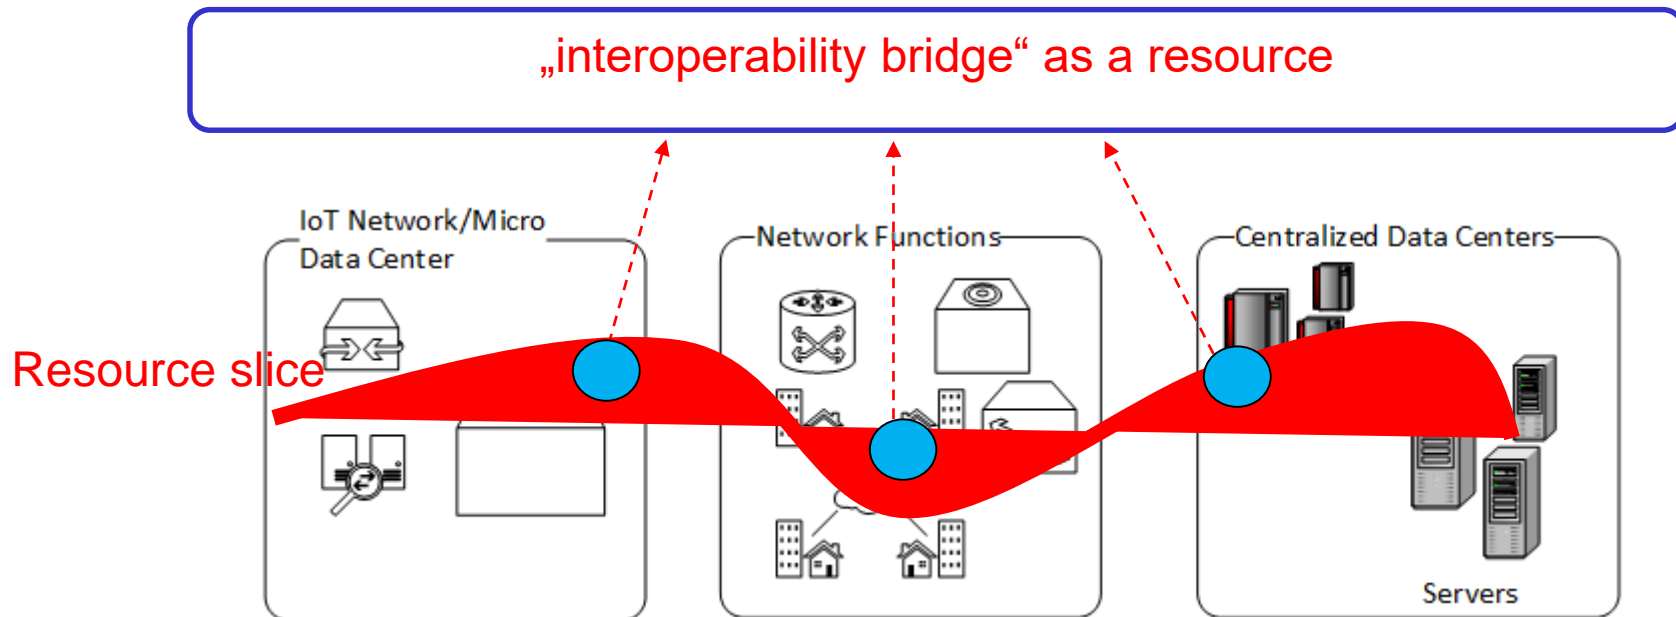 „interoperability bridge“ as a resource
IoT Network/Micro
Data Center
Network Functions
Centralized Data Centers
Resource slice
Servers